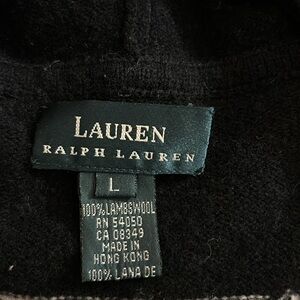 LAUREN
RALPH LAUREN
L
100% LAMBSWOOL
RN 54050
CA 08349
MADE IN
HONG KONG
100% LANA DE